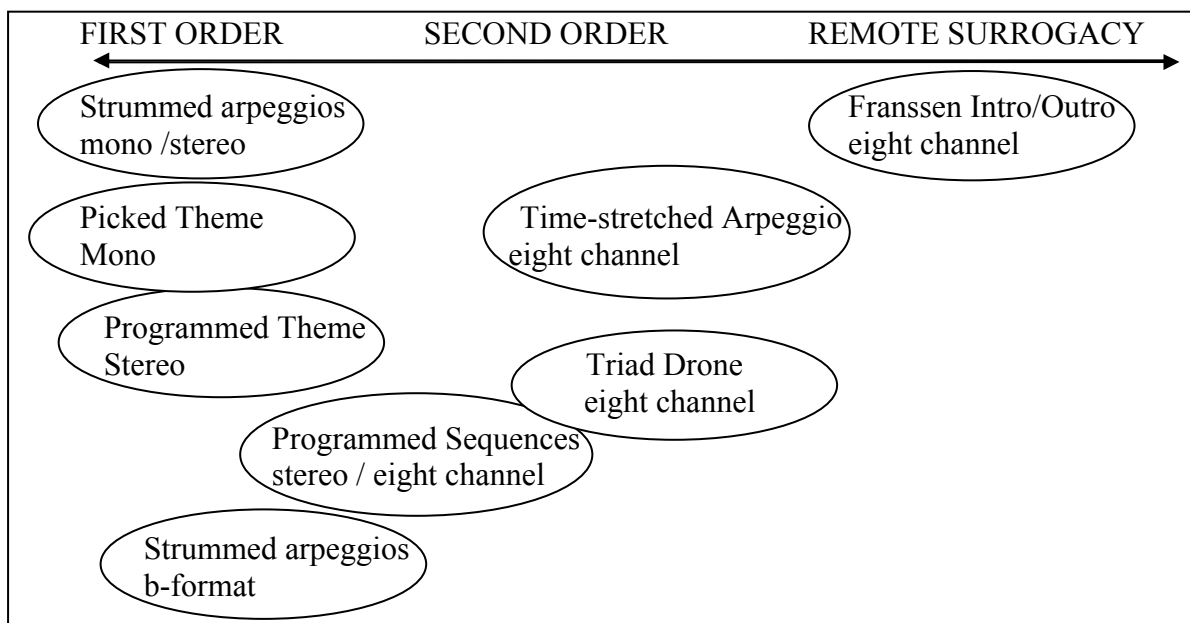 FIRST ORDER SECOND ORDER REMOTE SURROGACY
Strummed arpeggios
mono /stereo
Franssen Intro/Outro
eight channel
Picked Theme
Mono
Time-stretched Arpeggio
eight channel
Programmed Theme
Stereo
Triad Drone
eight channel
Programmed Sequences
stereo / eight channel
Strummed arpeggios
b-format